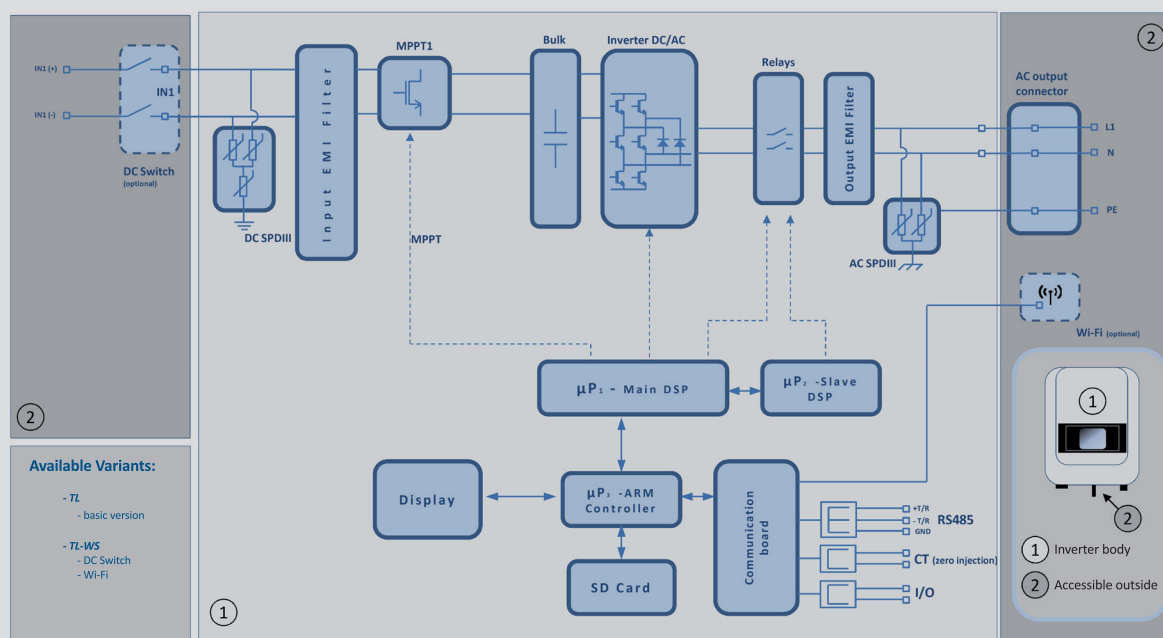 2
IN1 (+)
IN1
IN1 (-)
DC Switch
(optional)
DC SPDIII
2
Input EMI Filter
MPPT1
MPPT
Bulk
Inverter DC/AC
Relays
Output EMI Filter
AC SPDIII
2
AC output
connector
L1
N
PE
Wi-Fi (optional)
µP1 - Main DSP
µP2 -Slave
DSP
Display
µP3 -ARM
Controller
SD Card
Communication
board
+T/R
- T/R
GND
RS485
CT (zero injection)
I/O
1
Available Variants:
- TL
- basic version
- TL-WS
- DC Switch
- Wi-Fi
1
2
1 Inverter body
2 Accessible outside